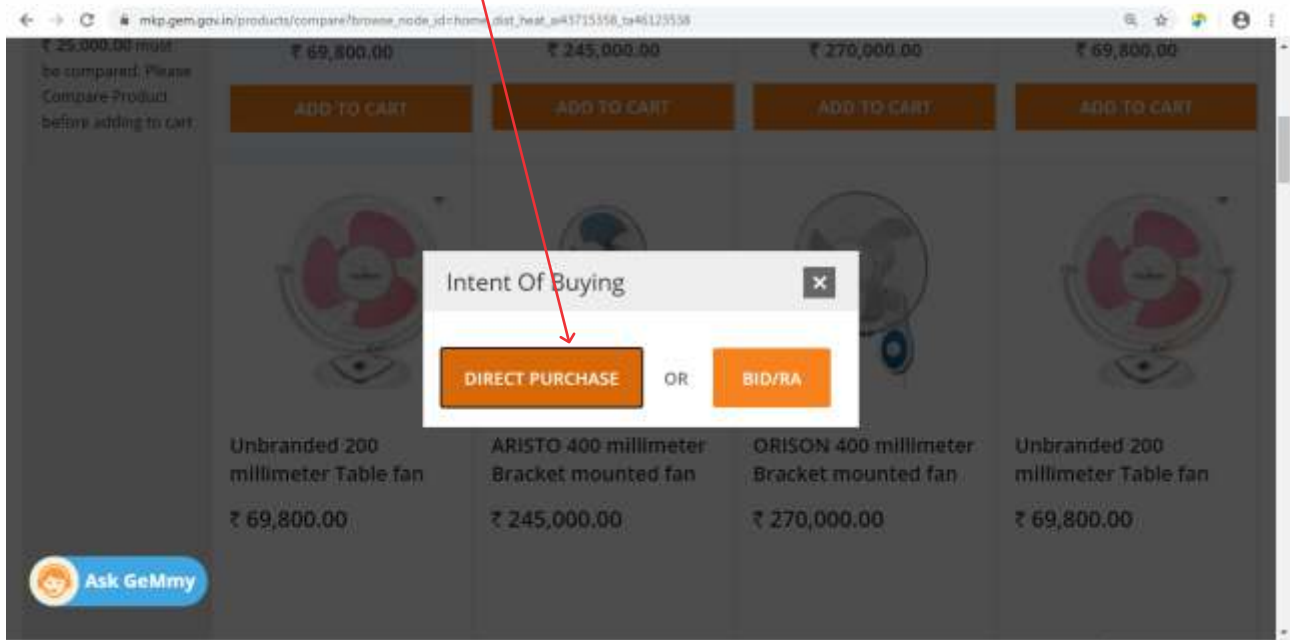 mkp.gem.gov.in/products/compare?browse_node_id=home_dist_heat_
₹ 25,000.00 must
be compared. Please
Compare Product
before adding to cart
₹ 69,800.00
₹ 245,000.00
₹ 270,000.00
₹ 69,800.00
ADD TO CART
ADD TO CART
ADD TO CART
ADD TO CART
Intent Of Buying
×
DIRECT PURCHASE
OR
BID/RA
Unbranded 200
millimeter Table fan
₹ 69,800.00
ARISTO 400 millimeter
Bracket mounted fan
₹ 245,000.00
ORISON 400 millimeter
Bracket mounted fan
₹ 270,000.00
Unbranded 200
millimeter Table fan
₹ 69,800.00
Ask GeMmy